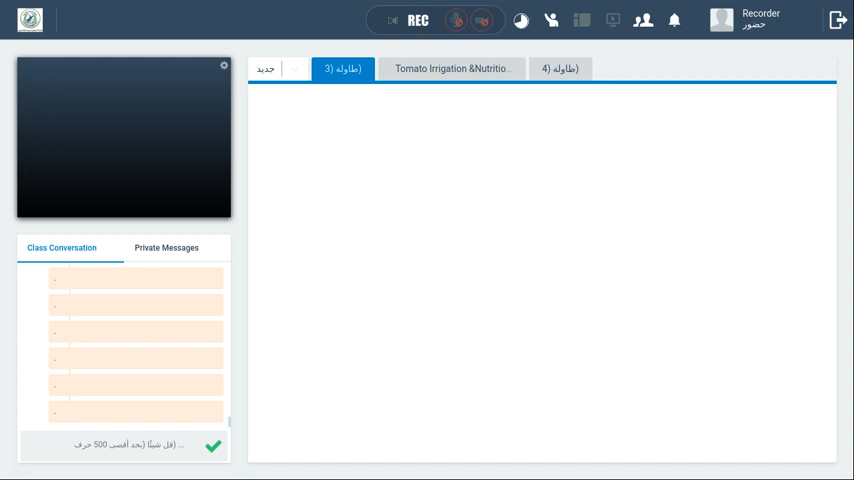 REC
Recorder
حضور
جديد
(طاولة (3
Tomato Irrigation &Nutritio...
(طاولة (4
Class Conversation
Private Messages
.
.
.
.
.
.
... (قل شيئًا (بحد أقصى 500 حرف